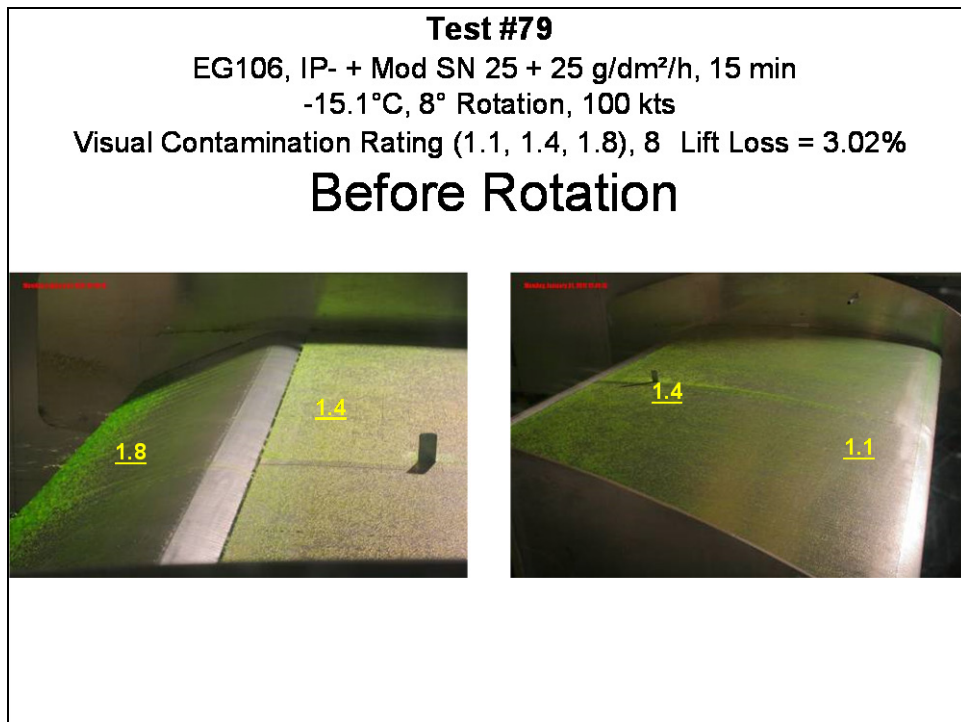 Test #79
EG106, IP- + Mod SN 25 + 25 g/dm²/h, 15 min
-15.1°C, 8° Rotation, 100 kts
Visual Contamination Rating (1.1, 1.4, 1.8), 8 Lift Loss = 3.02%
Before Rotation
1.8
1.4
1.4
1.1